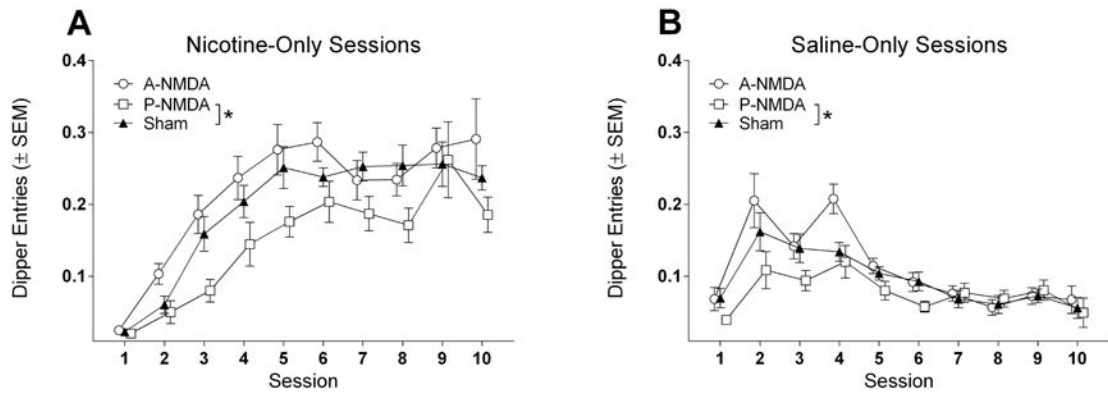 A
Nicotine-Only Sessions
Dipper Entries (± SEM)
0.4
0.3
0.2
0.1
A-NMDA
P-NMDA
Sham
*
1 2 3 4 5 6 7 8 9 10
Session
B
Saline-Only Sessions
Dipper Entries (± SEM)
0.4
0.3
0.2
0.1
A-NMDA
P-NMDA
Sham
*
1 2 3 4 5 6 7 8 9 10
Session